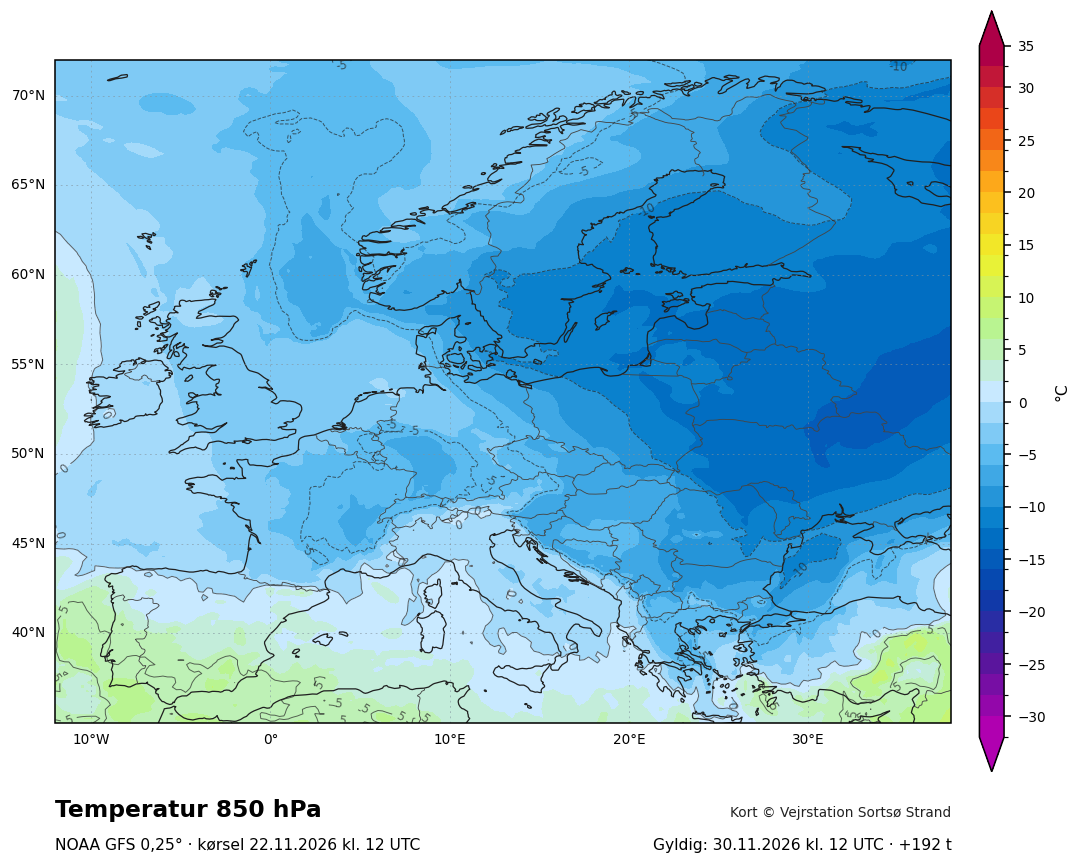 70°N
65°N
60°N
55°N
50°N
45°N
40°N
10°W
0°
10°E
20°E
30°E
35
30
25
20
15
10
5
0
−5
−10
−15
−20
−25
−30
°C
Temperatur 850 hPa
Kort © Vejrstation Sortsø Strand
NOAA GFS 0,25° · kørsel 22.11.2026 kl. 12 UTC
Gyldig: 30.11.2026 kl. 12 UTC · +192 t